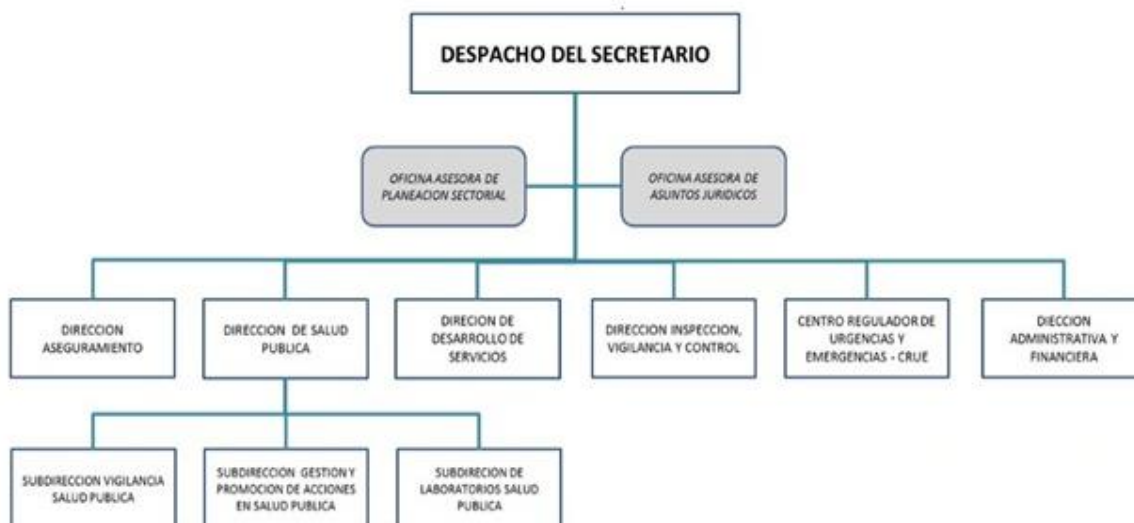 DESPACHO DEL SECRETARIO
OFICINA ASESORA DE
PLANEACION SECTORIAL
OFICINA ASESORA DE
ASUNTOS JURIDICOS
DIRECCION
ASEGURAMIENTO
DIRECCION DE SALUD
PUBLICA
DIRECION DE
DESARROLLO DE
SERVICIOS
DIRECCION INSPECCION,
VIGILANCIA Y CONTROL
CENTRO REGULADOR DE
URGENCIAS Y
EMERGENCIAS - CRUE
DIECCION
ADMINISTRATIVA Y
FINANCIERA
SUBDIRECCION VIGILANCIA
SALUD PUBLICA
SUBDIRECCION GESTION Y
PROMOCION DE ACCIONES
EN SALUD PUBLICA
SUBDIRECION DE
LABORATORIOS SALUD
PUBLICA